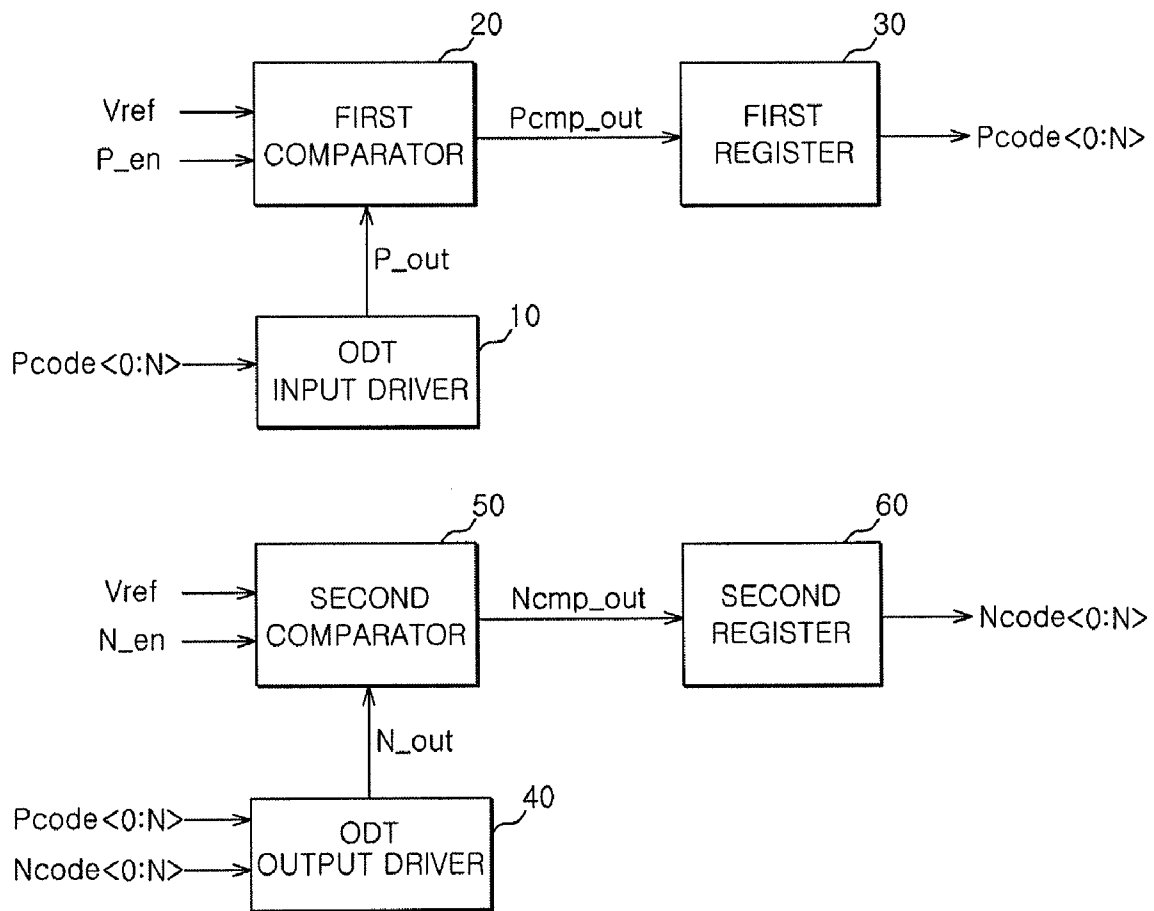 20
30
Vref
P_en
FIRST
COMPARATOR
Pcmp_out
FIRST
REGISTER
Pcode<0:N>
P_out
10
Pcode<0:N>
ODT
INPUT DRIVER
50
60
Vref
N_en
SECOND
COMPARATOR
Ncmp_out
SECOND
REGISTER
Ncode<0:N>
N_out
40
Pcode<0:N>
Ncode<0:N>
ODT
OUTPUT DRIVER